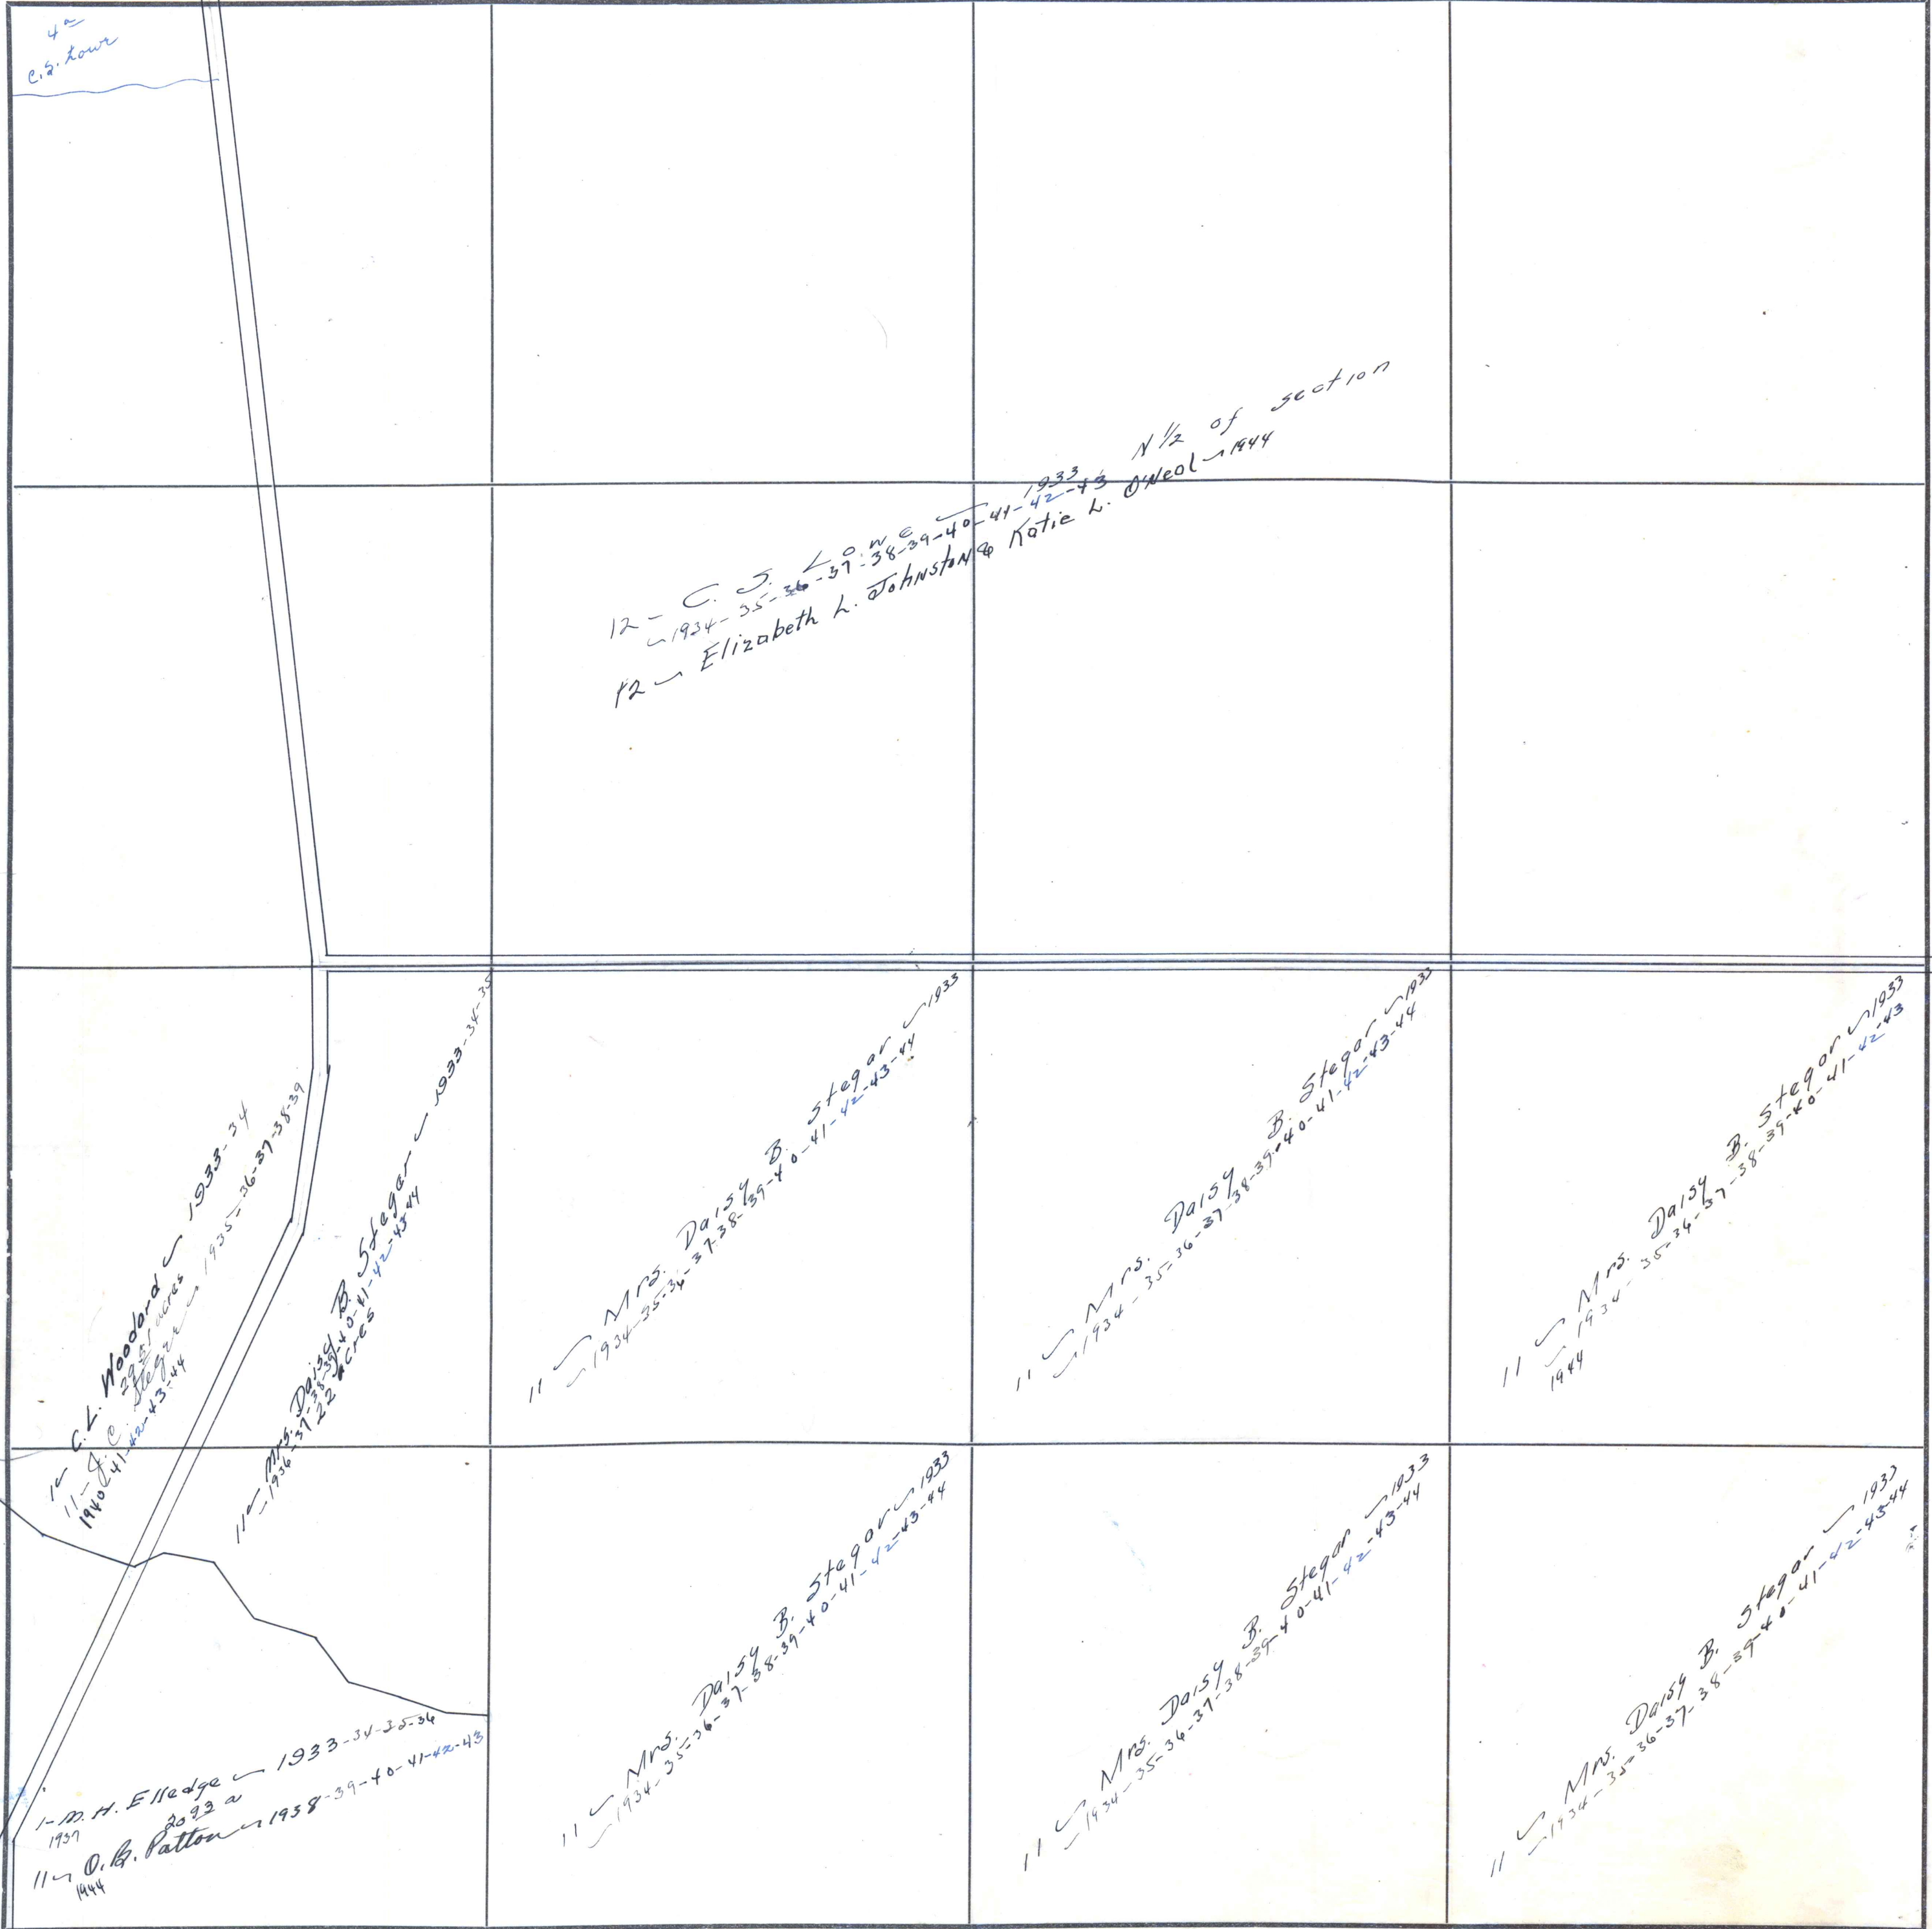 4 a
C.S. Lowe
12 - C. S. Lowe 1933 N 1/2 of section
1934-35-36-37-38-39-40-41-42-43
12 - Elizabeth L. Johnston & Katie L. O'Neal - 1944
1 - C.L. Woodard - 1933-34
29.51 acres
11 - J. C. Steger - 1935-36-37-38-39
1940-41-42-43-44
11 - Mrs. Daisy B. Stegar - 1933-34-35
1936-37-38-39-40-41-42-43-44
22 acres
11 - Mrs. Daisy B. Stegar - 1933
1934-35-36-37-38-39-40-41-42-43-44
11 - Mrs. Daisy B. Stegar - 1933
1934-35-36-37-38-39-40-41-42-43-44
11 - Mrs. Daisy B. Stegar - 1933
1934-35-36-37-38-39-40-41-42-43
1944
1 - M. H. Elledge - 1933-34-35-36
1937
20 93 a
11 - O. B. Patton - 1938-39-40-41-42-43
1944
11 - Mrs. Daisy B. Stegar - 1933
1934-35-36-37-38-39-40-41-42-43-44
11 - Mrs. Daisy B. Stegar - 1933
1934-35-36-37-38-39-40-41-42-43-44
11 - Mrs. Daisy B. Stegar - 1933
1934-35-36-37-38-39-40-41-42-43-44